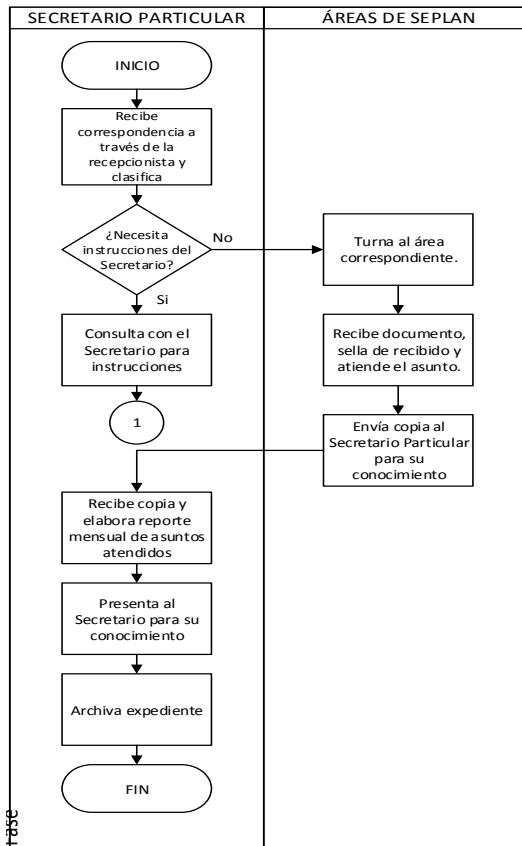 SECRETARIO PARTICULAR
ÁREAS DE SEPLAN
INICIO
Recibe
correspondencia a
través de la
recepcionista y
clasifica
¿Necesita
instrucciones del
Secretario?
No
Si
Turna al área
correspondiente.
Consulta con el
Secretario para
instrucciones
Recibe documento,
sella de recibido y
atiende el asunto.
1
Envía copia al
Secretario Particular
para su
conocimiento
Recibe copia y
elabora reporte
mensual de asuntos
atendidos
Presenta al
Secretario para su
conocimiento
Archiva expediente
FIN
Fase